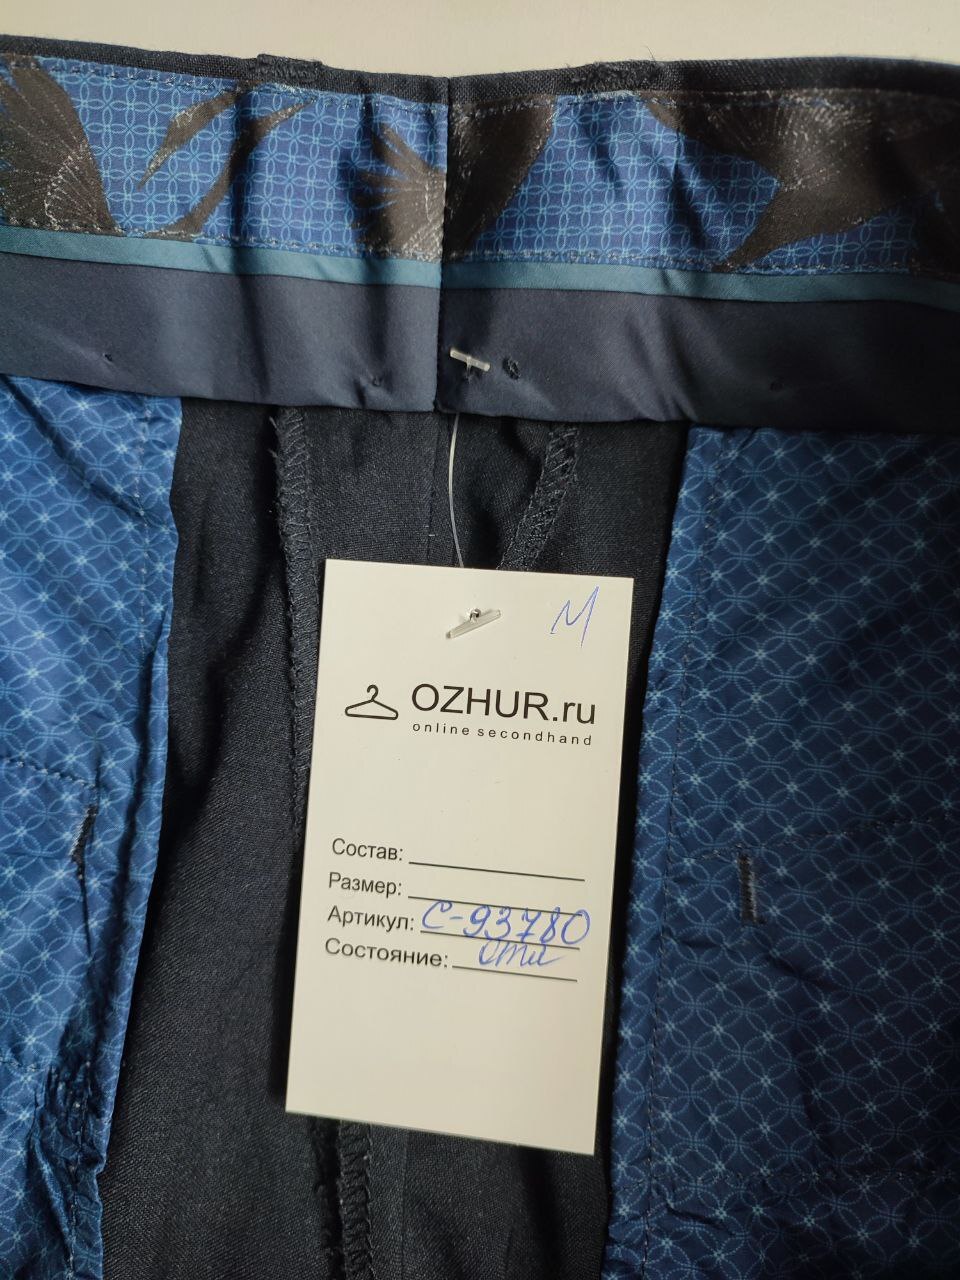 М
OZHUR.ru
online secondhand
Состав:
Размер:
Артикул: С-93780
Состояние: отл